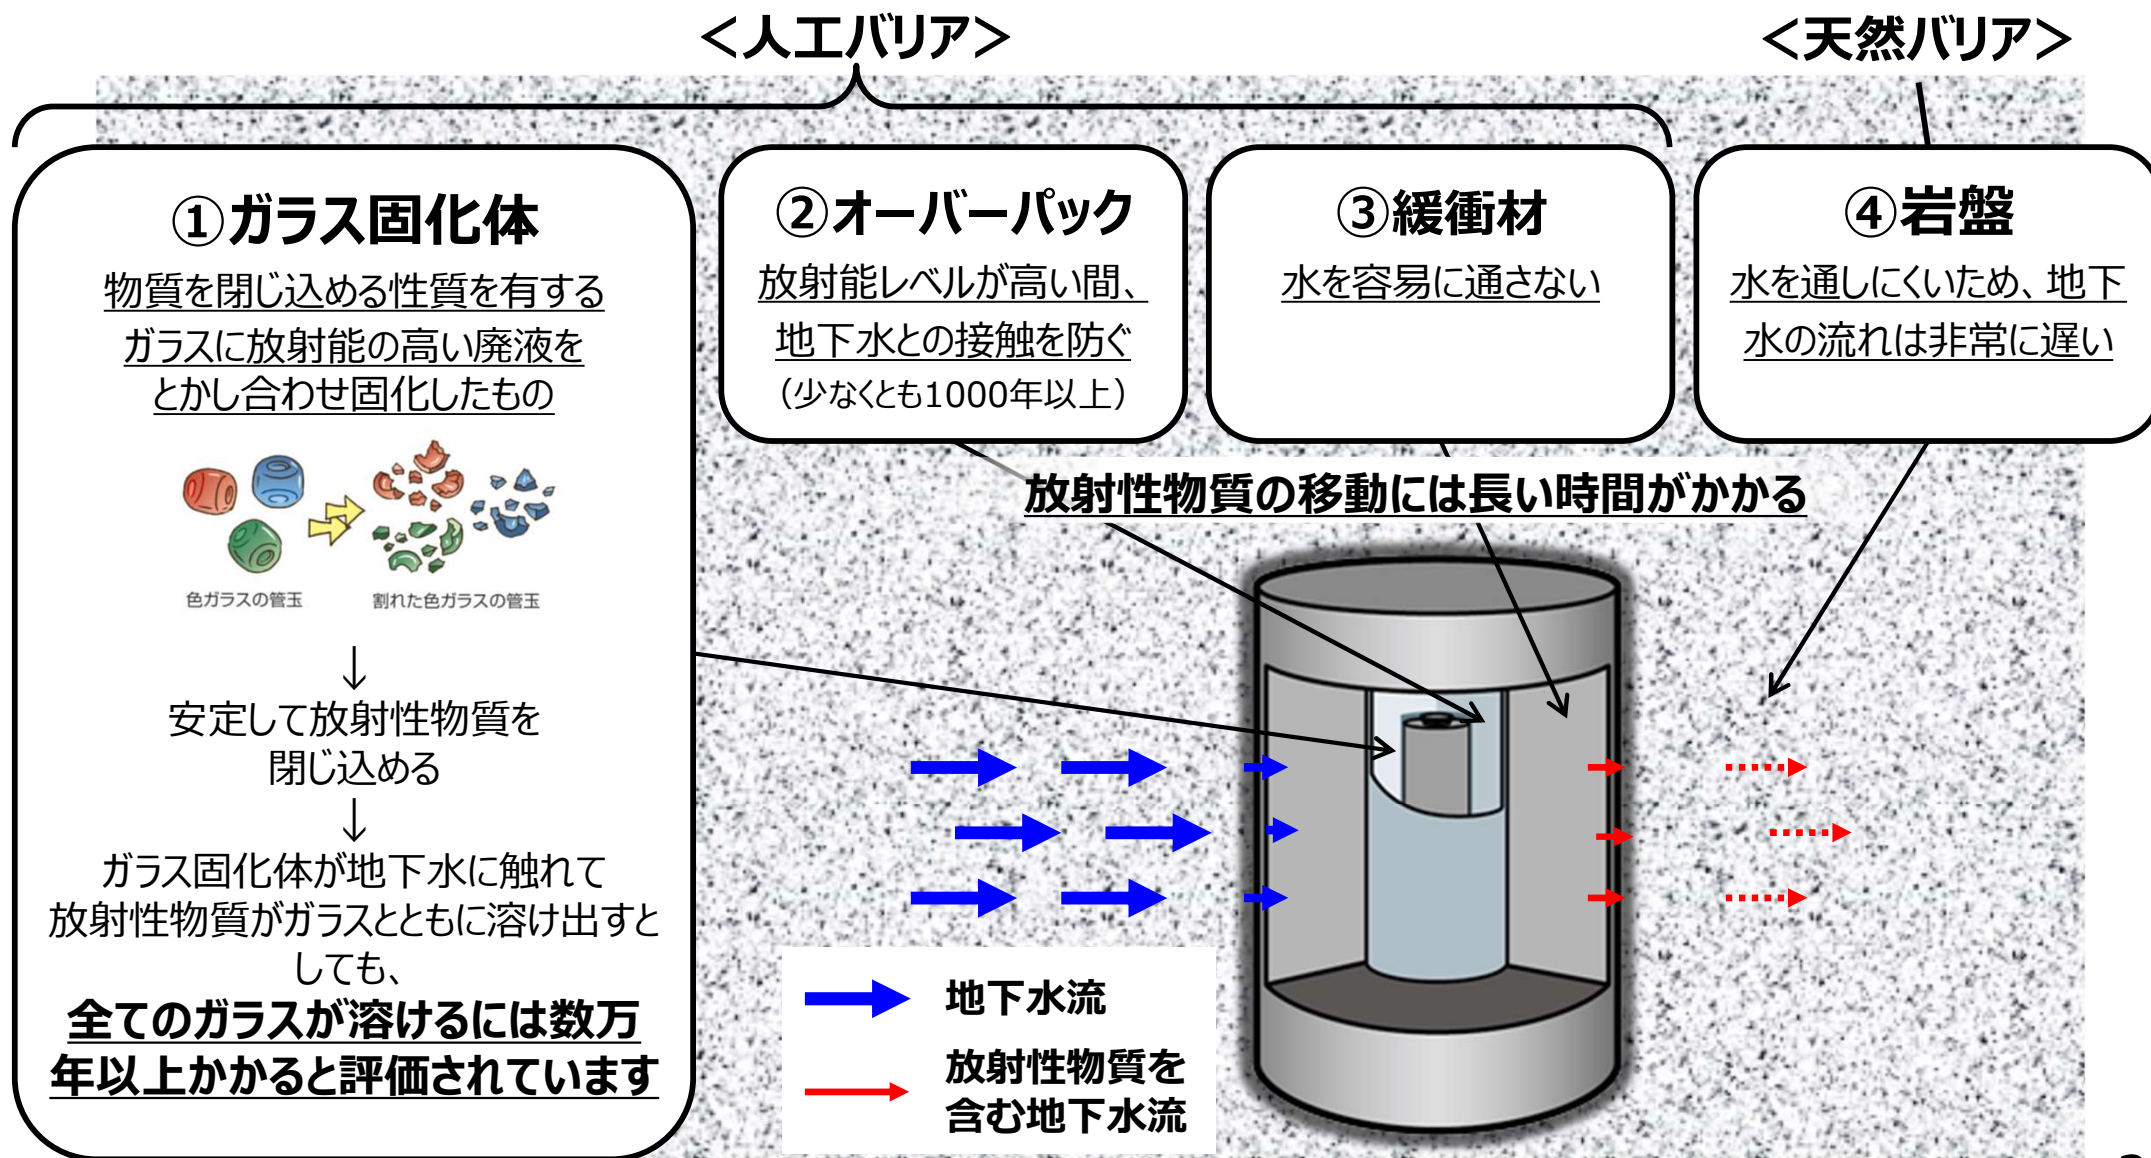 ＜人工バリア＞
＜天然バリア＞
①ガラス固化体
物質を閉じ込める性質を有する
ガラスに放射能の高い廃液を
とかし合わせ固化したもの
色ガラスの管玉
割れた色ガラスの管玉
↓
安定して放射性物質を
閉じ込める
↓
ガラス固化体が地下水に触れて
放射性物質がガラスとともに溶け出すと
しても、
全てのガラスが溶けるには数万
年以上かかると評価されています
②オーバーパック
放射能レベルが高い間、
地下水との接触を防ぐ
（少なくとも1000年以上）
③緩衝材
水を容易に通さない
④岩盤
水を通しにくいため、地下
水の流れは非常に遅い
放射性物質の移動には長い時間がかかる
地下水流
放射性物質を
含む地下水流